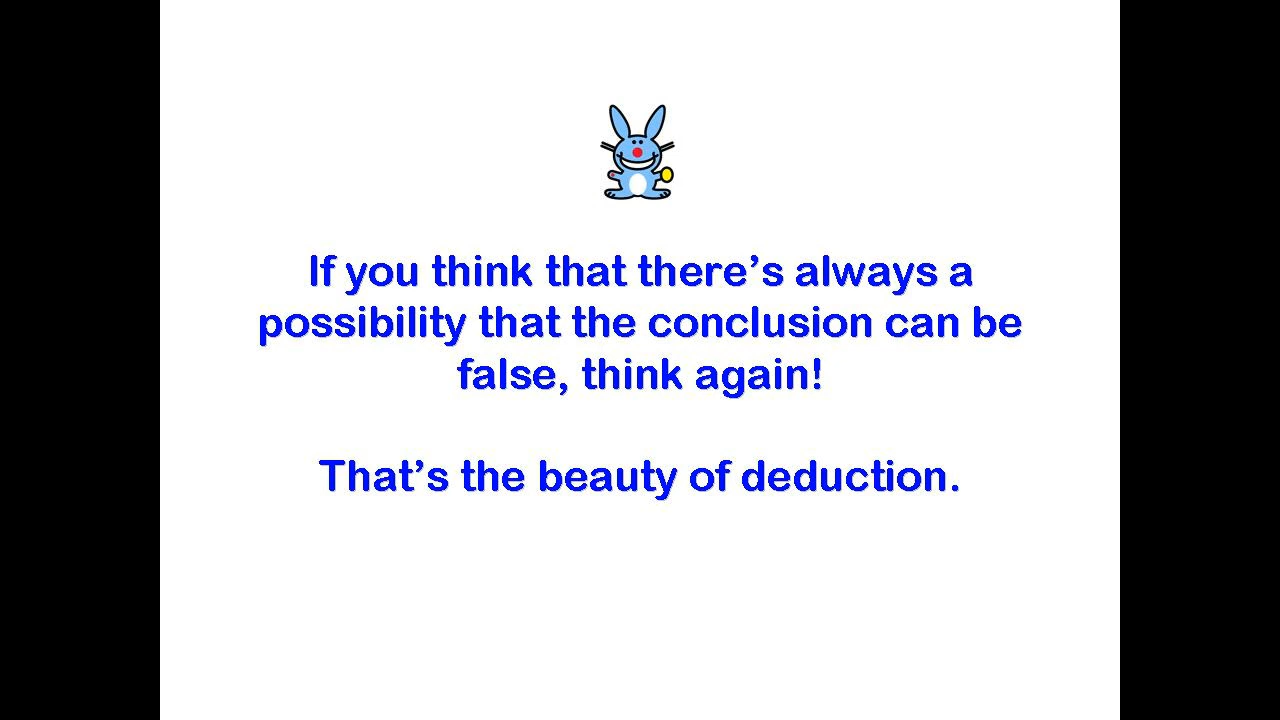 If you think that there’s always a
possibility that the conclusion can be
false, think again!
That’s the beauty of deduction.